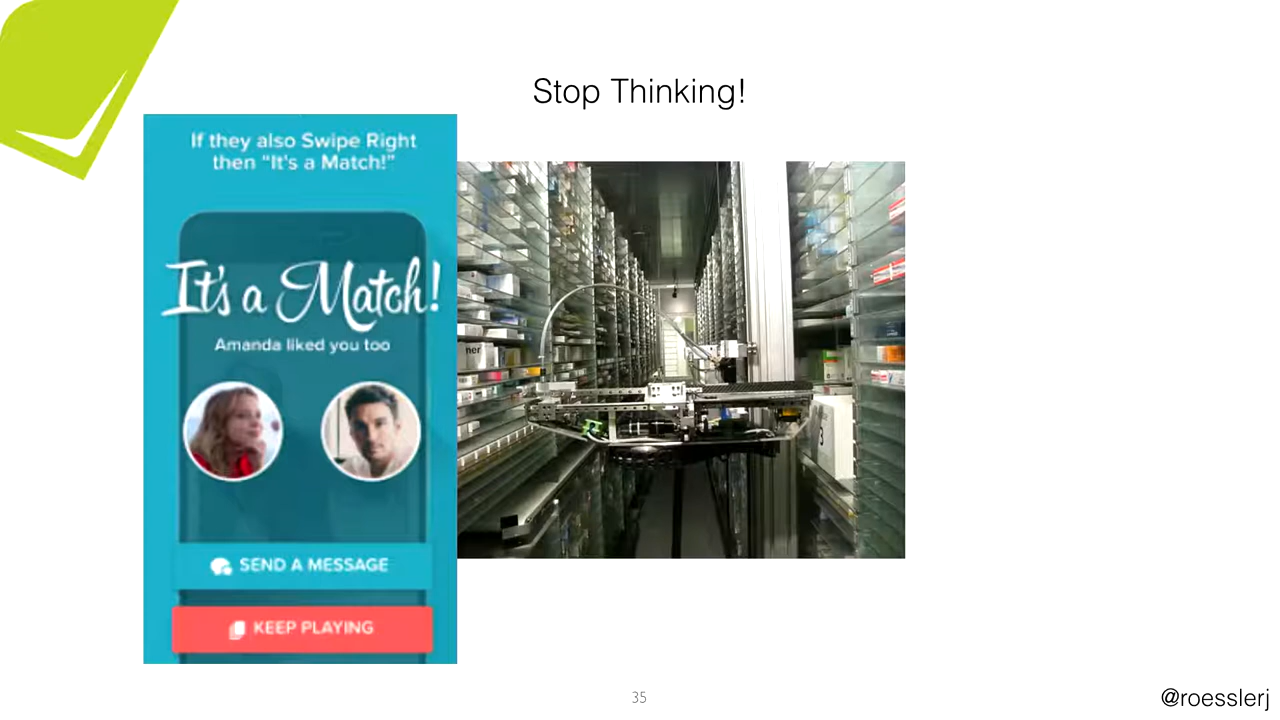 Stop Thinking!
If they also Swipe Right
then “It's a Match!”
It's a Match!
Amanda liked you too
SEND A MESSAGE
KEEP PLAYING
3
35
@roesslerj